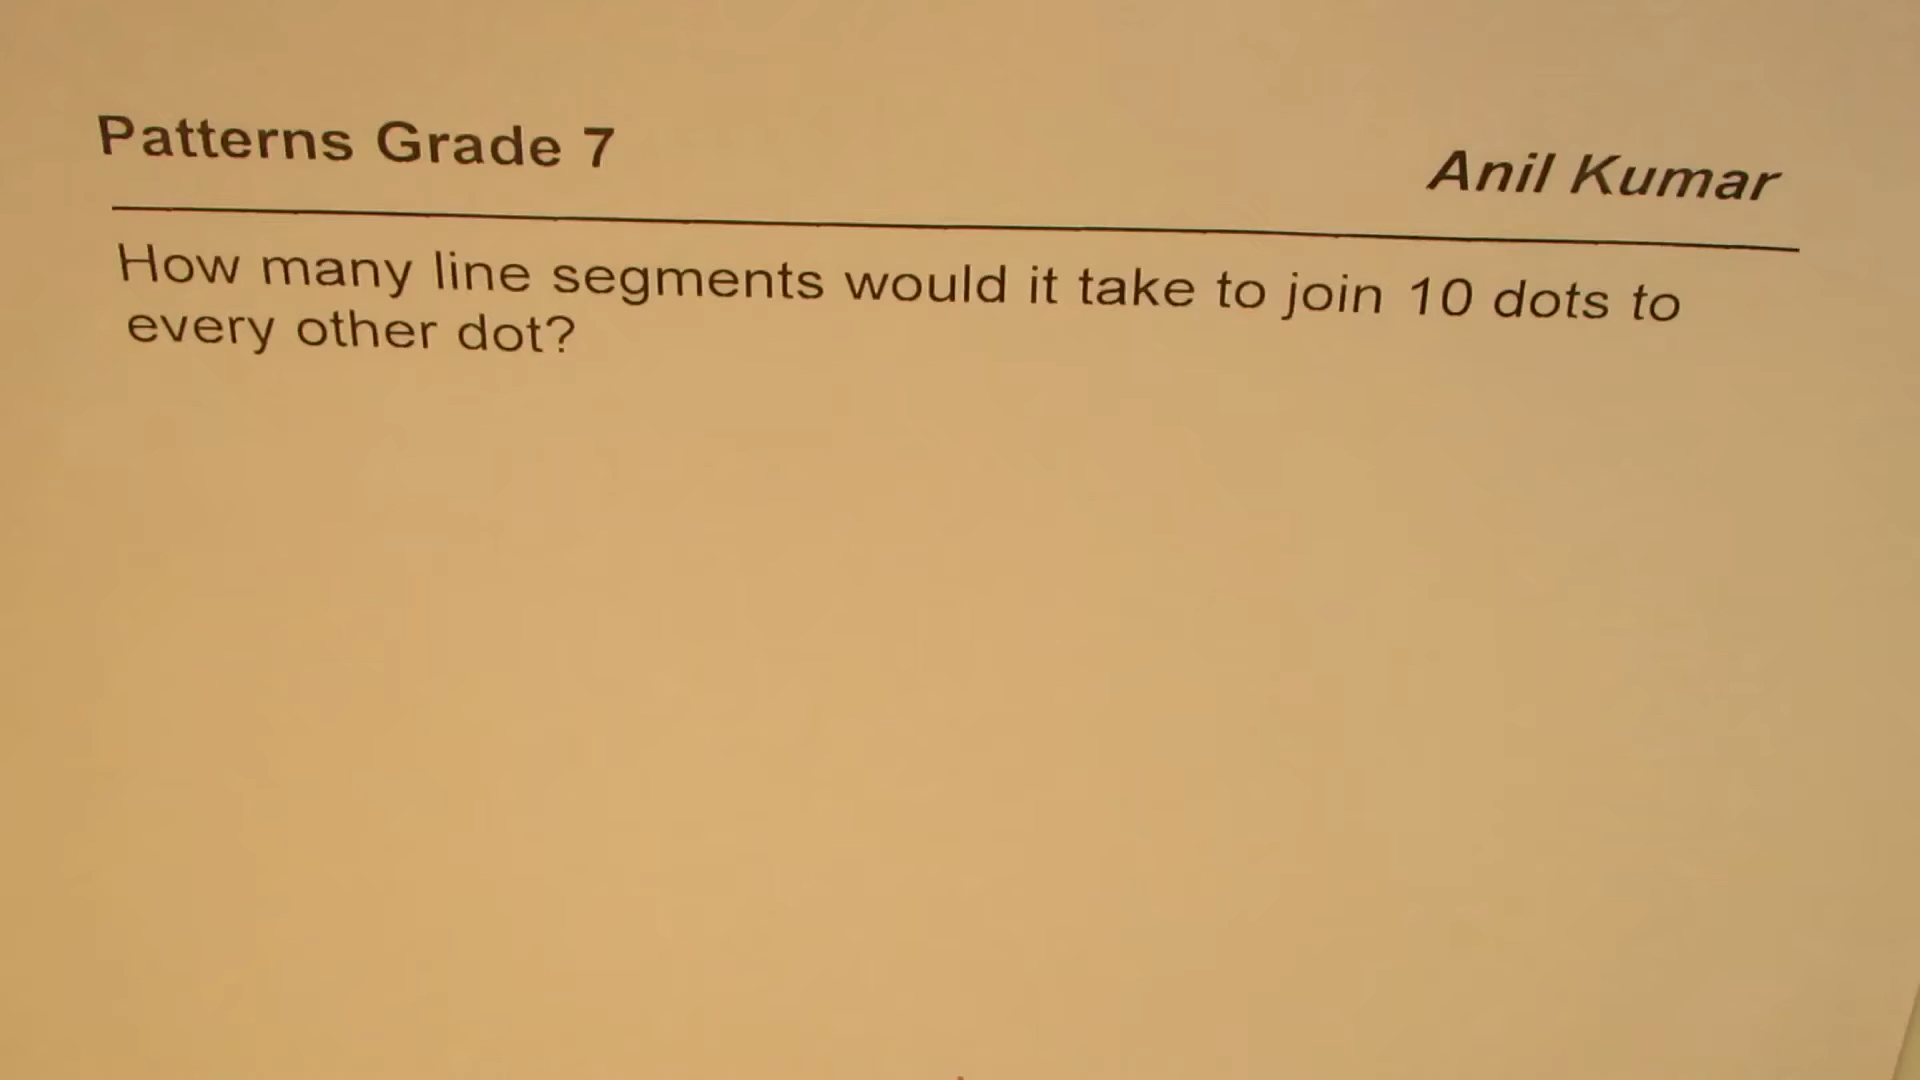 Patterns Grade 7
Anil Kumar
How many line segments would it take to join 10 dots to
every other dot?